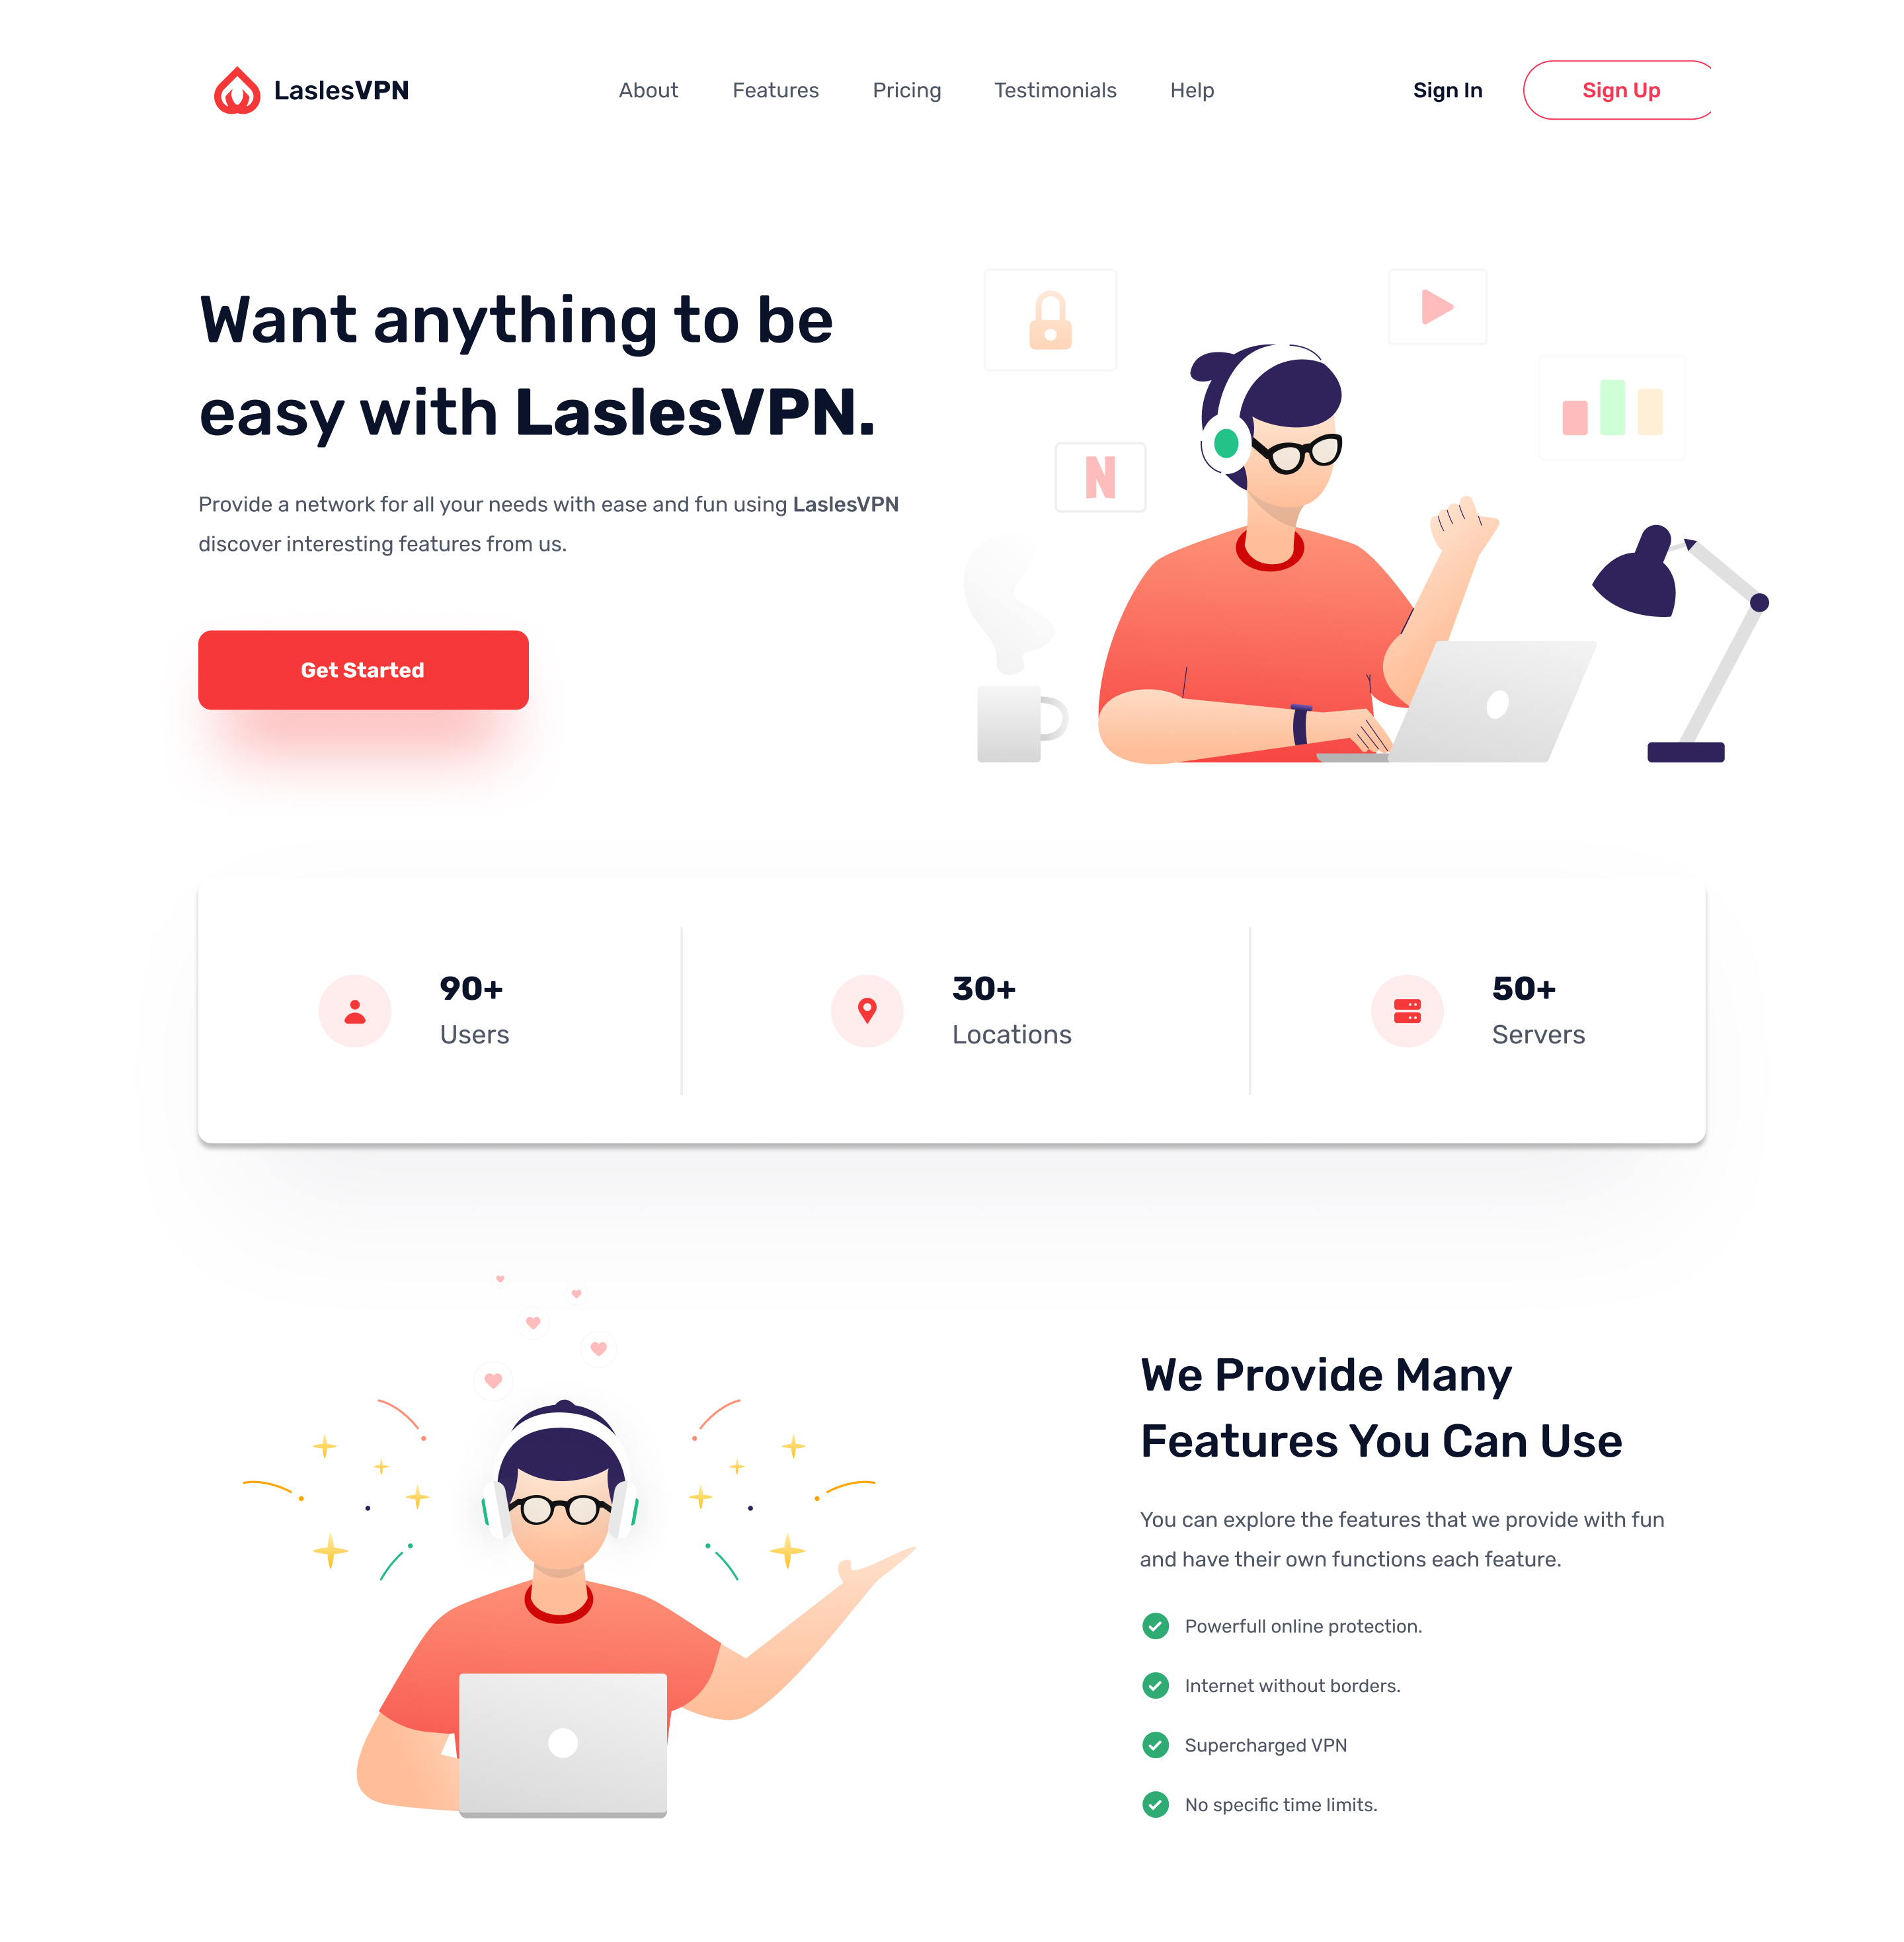 LaslesVPN
About Features Pricing Testimonials Help
Sign In Sign Up
Want anything to be
easy with LaslesVPN.
Provide a network for all your needs with ease and fun using LaslesVPN
discover interesting features from us.
Get Started
N
90+
Users
30+
Locations
50+
Servers
We Provide Many
Features You Can Use
You can explore the features that we provide with fun
and have their own functions each feature.
Powerfull online protection.
Internet without borders.
Supercharged VPN
No specific time limits.